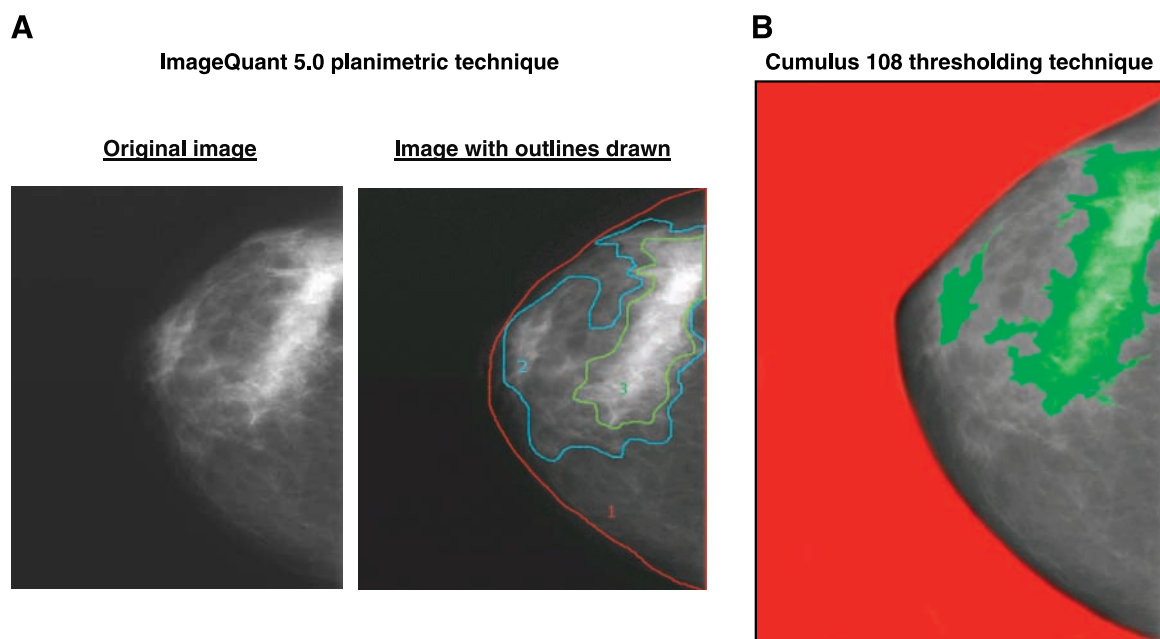 A
ImageQuant 5.0 planimetric technique
Original image
Image with outlines drawn
2
3
1
B
Cumulus 108 thresholding technique